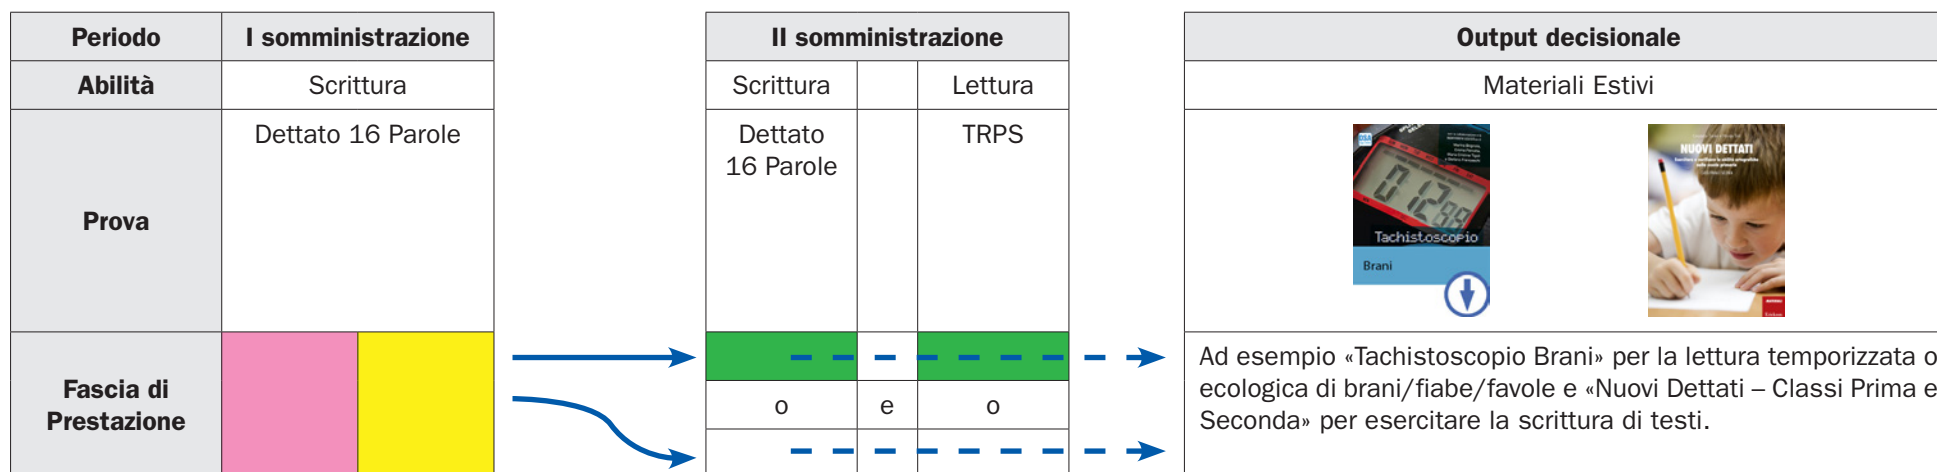 Periodo
I somministrazione
Abilità
Scrittura
Prova
Dettato 16 Parole
Fascia di
Prestazione
II somministrazione
Scrittura
Lettura
Dettato
16 Parole
TRPS
o
e
o
Output decisionale
Materiali Estivi
Tachistoscopio
Brani
NUOVI DETTATI
Ad esempio «Tachistoscopio Brani» per la lettura temporizzata o
ecologica di brani/fiabe/favole e «Nuovi Dettati – Classi Prima e
Seconda» per esercitare la scrittura di testi.